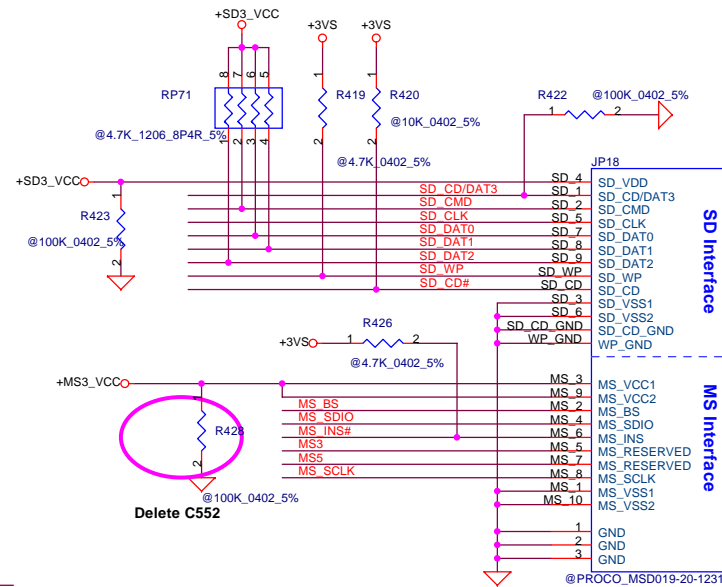 +SD3_VCC
+3VS
+3VS
8 7 6 5
RP71
1 2 3 4
@4.7K_1206_8P4R_5%
1
R419
2
@4.7K_0402_5%
1
R420
2
@10K_0402_5%
R422
@100K_0402_5%
1
2
+SD3_VCC
1
R423
2
@100K_0402_5%
JP18
SD_4 SD_VDD
SD_CD/DAT3 SD_1 SD_CD/DAT3
SD_CMD SD_2 SD_CMD
SD_CLK SD_5 SD_CLK
SD_DAT0 SD_7 SD_DAT0
SD_DAT1 SD_8 SD_DAT1
SD_DAT2 SD_9 SD_DAT2
SD_WP SD_WP SD_WP
SD_CD# SD_CD SD_CD
SD_3 SD_VSS1
SD_6 SD_VSS2
SD_CD_GND SD_CD_GND
WP_GND WP_GND
SD Interface
+3VS
1
R426
2
@4.7K_0402_5%
+MS3_VCC
1
R428
2
@100K_0402_5%
Delete C552
MS_3 MS_VCC1
MS_9 MS_VCC2
MS_BS MS_2 MS_BS
MS_SDIO MS_4 MS_SDIO
MS_INS# MS_6 MS_INS
MS3 MS_5 MS_RESERVED
MS5 MS_7 MS_RESERVED
MS_SCLK MS_8 MS_SCLK
MS_1 MS_VSS1
MS_10 MS_VSS2
MS Interface
1 GND
2 GND
3 GND
@PROCO_MSD019-20-1231